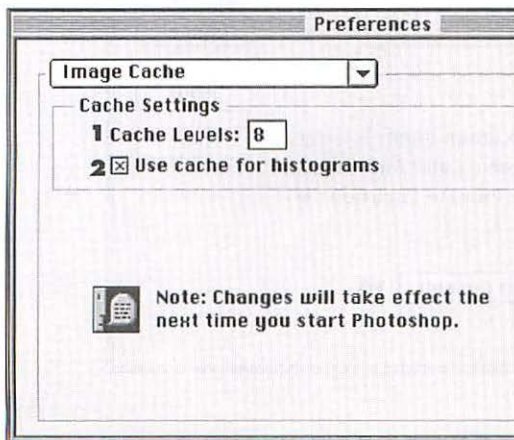 Preferences
Image Cache
Cache Settings
1 Cache Levels: 8
2 Use cache for histograms
Note: Changes will take effect the
next time you start Photoshop.